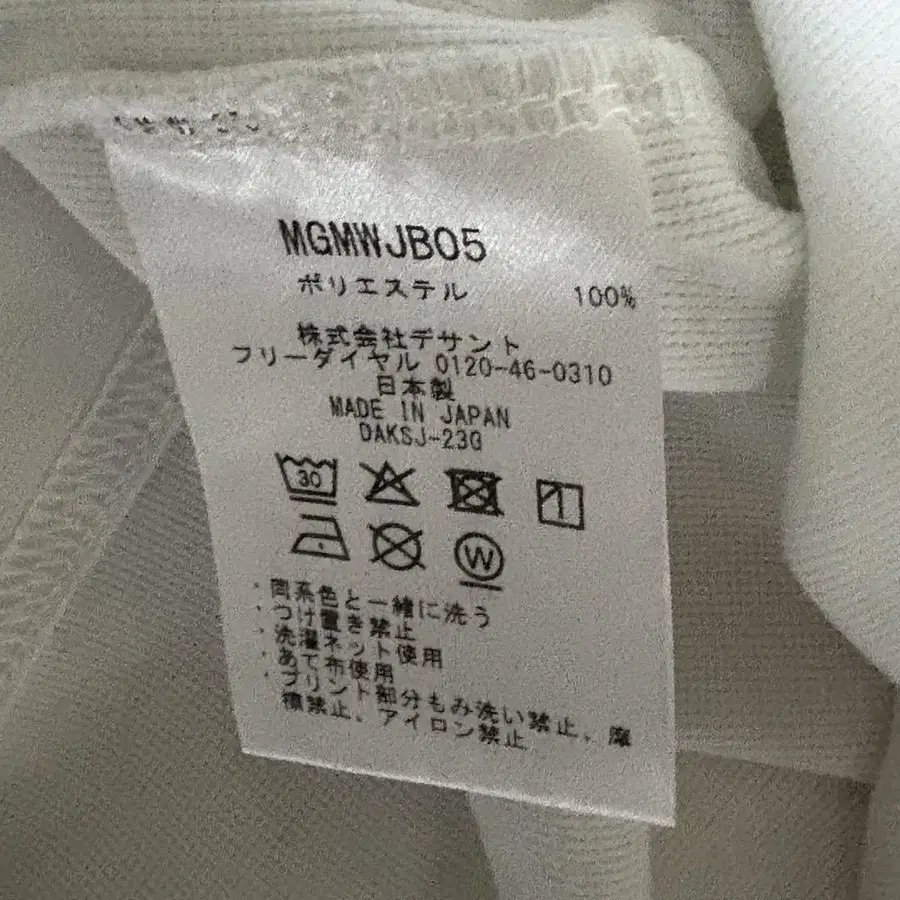 MGMWJB05
ポリエステル 100%
株式会社デサント
フリーダイヤル 0120-46-0310
日本製
MADE IN JAPAN
DAKSJ-23G
30
W
・同系色と一緒に洗う
・つけ置き禁止
・洗濯ネット使用
・あて布使用
・プリント部分もみ洗い禁止、摩
擦禁止、アイロン禁止